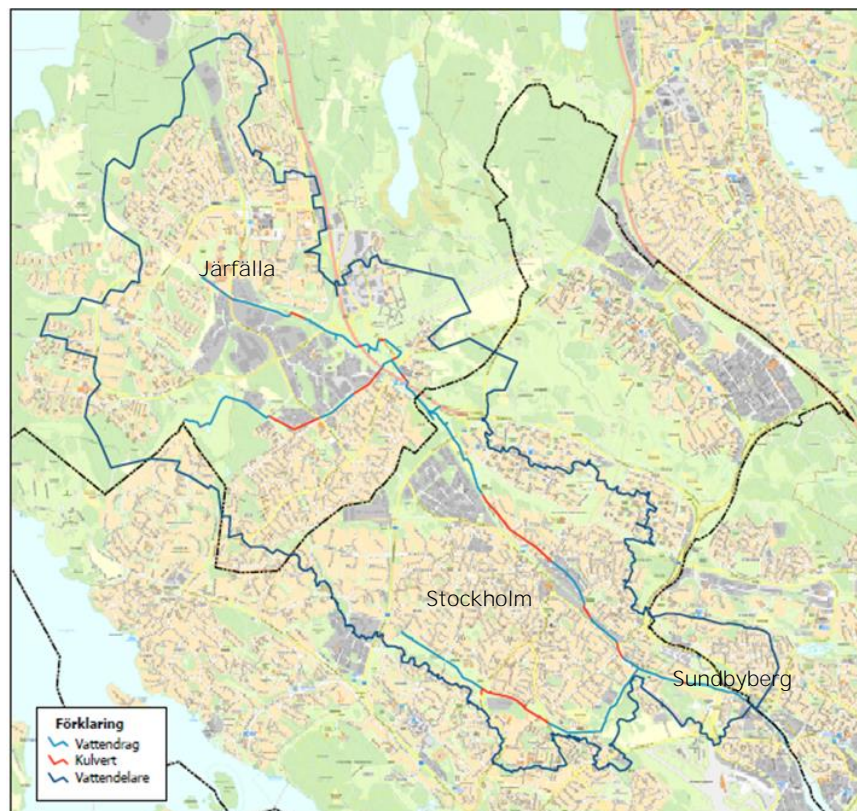 Järfälla
Stockholm
Sundbyberg
Förklaring
Vattendrag
Kulvert
Vattendelare